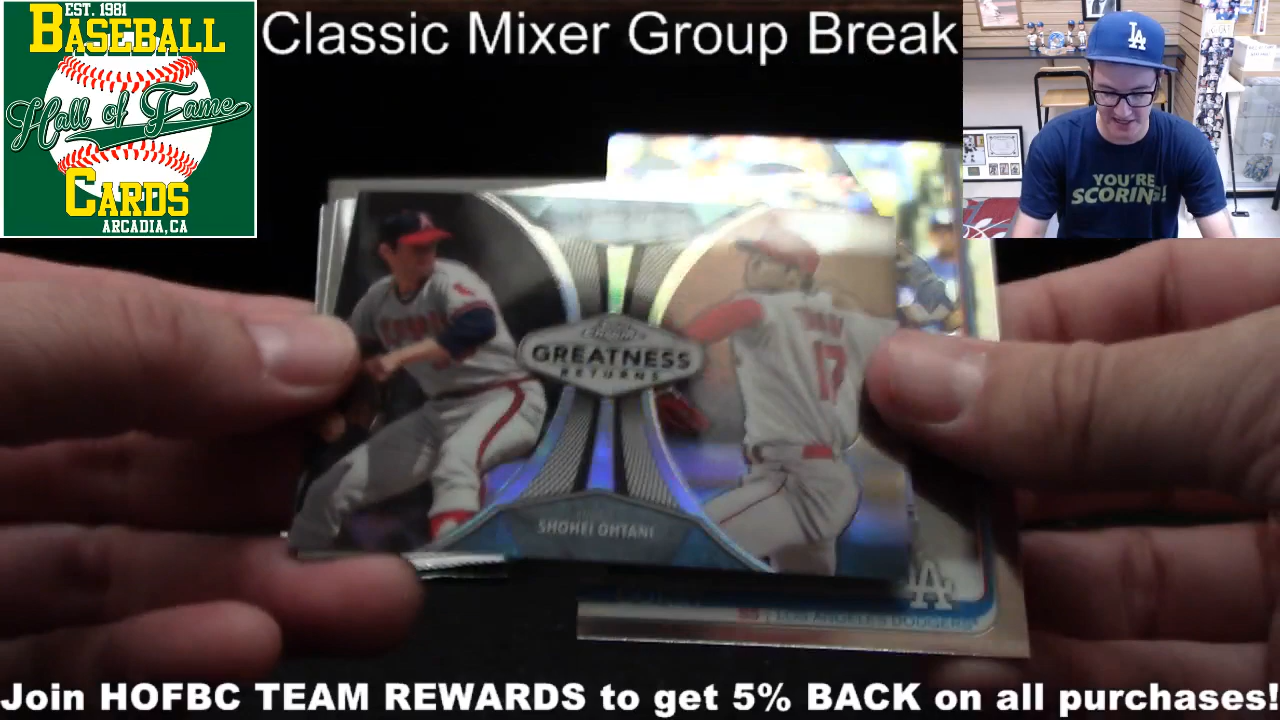 EST. 1981
BASEBALL
Hall of Fame
CARDS
ARCADIA, CA
Classic Mixer Group Break
LA
YOU'RE
SCORING!
CHROME
GREATNESS
RETURNS
17
SHOHEI OHTANI
LA
LOS ANGELES DODGERS
Join HOFBC TEAM REWARDS to get 5% BACK on all purchases!